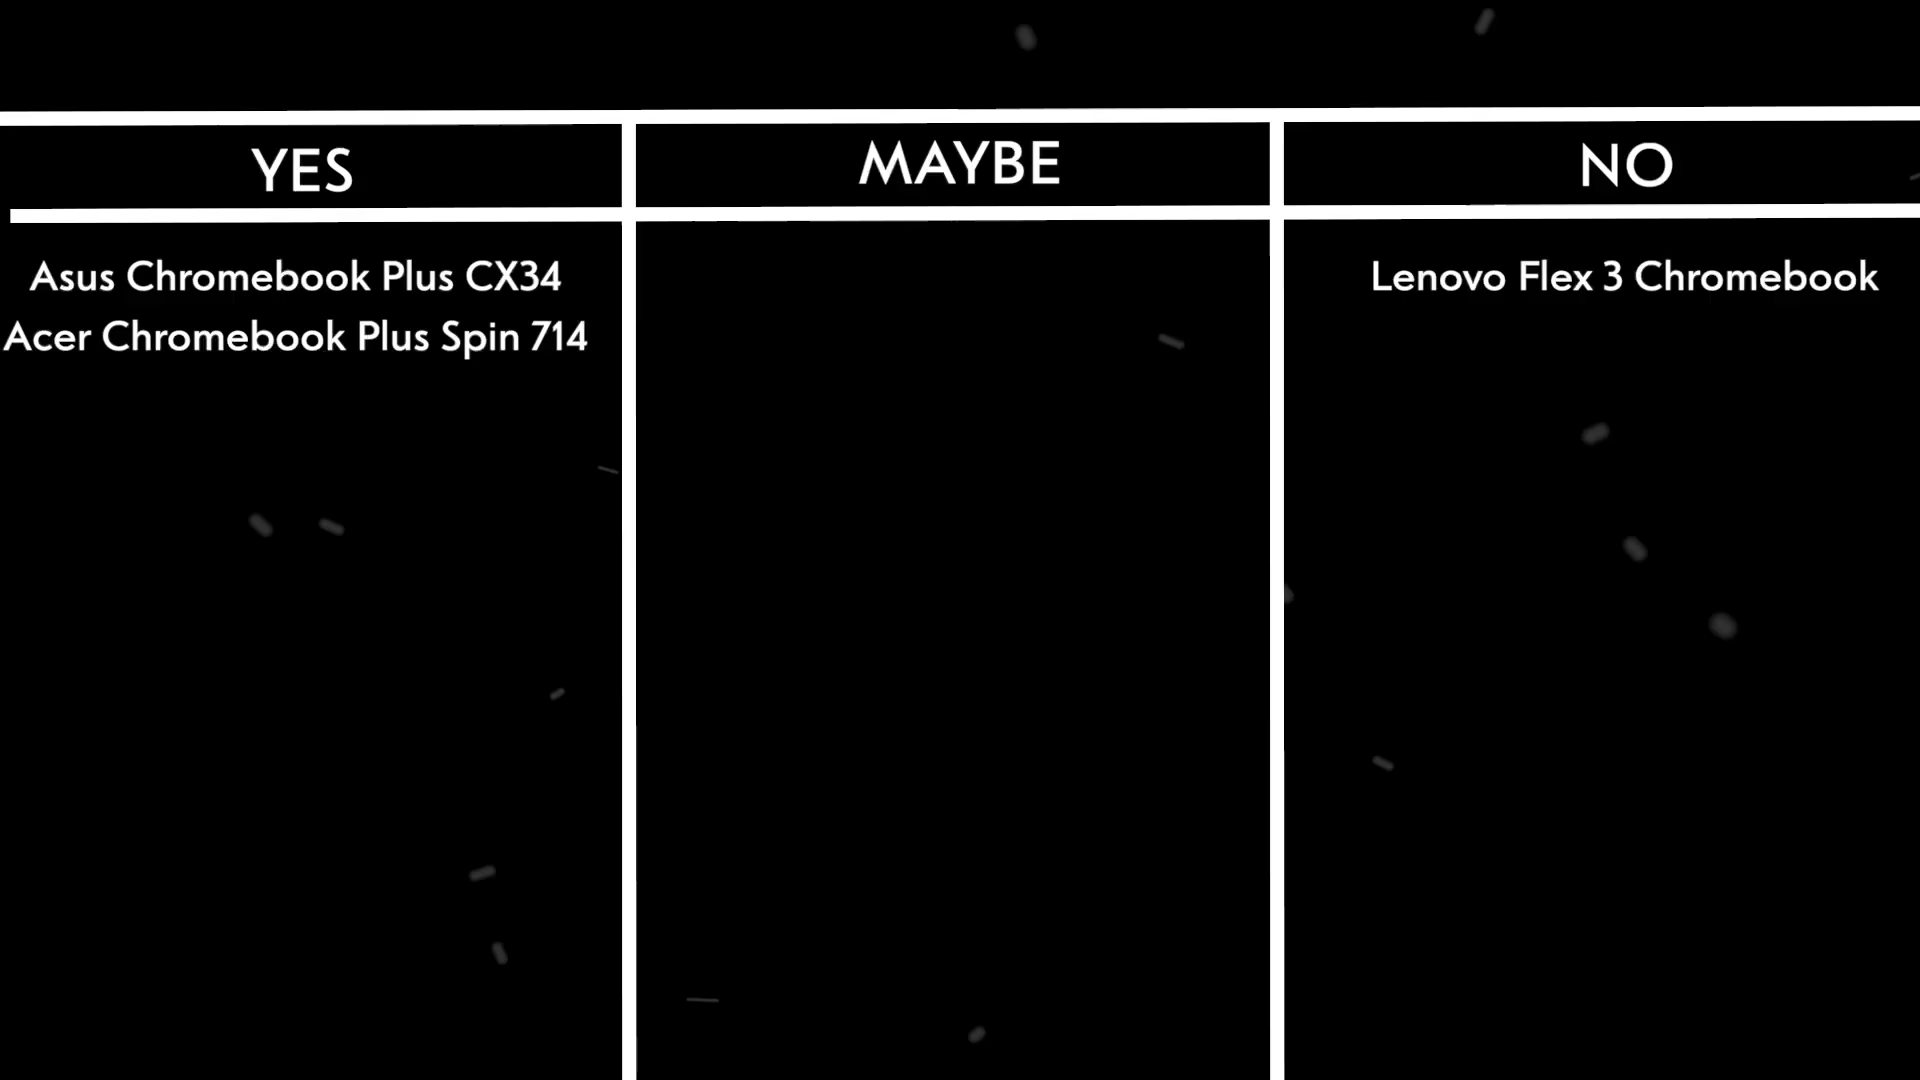 YES
MAYBE
NO
Asus Chromebook Plus CX34
Acer Chromebook Plus Spin 714
Lenovo Flex 3 Chromebook